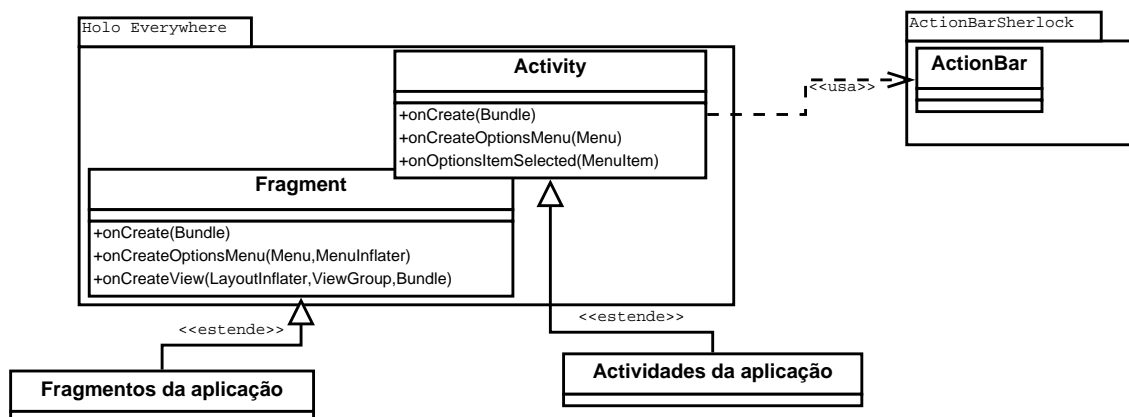 Holo Everywhere
ActionBarSherlock
Activity
ActionBar
<<usa>>
+onCreate(Bundle)
+onCreateOptionsMenu(Menu)
+onOptionsItemSelected(MenuItem)
Fragment
+onCreate(Bundle)
+onCreateOptionsMenu(Menu,MenuInflater)
+onCreateView(LayoutInflater,ViewGroup,Bundle)
<<estende>>
<<estende>>
Fragmentos da aplicação
Actividades da aplicação